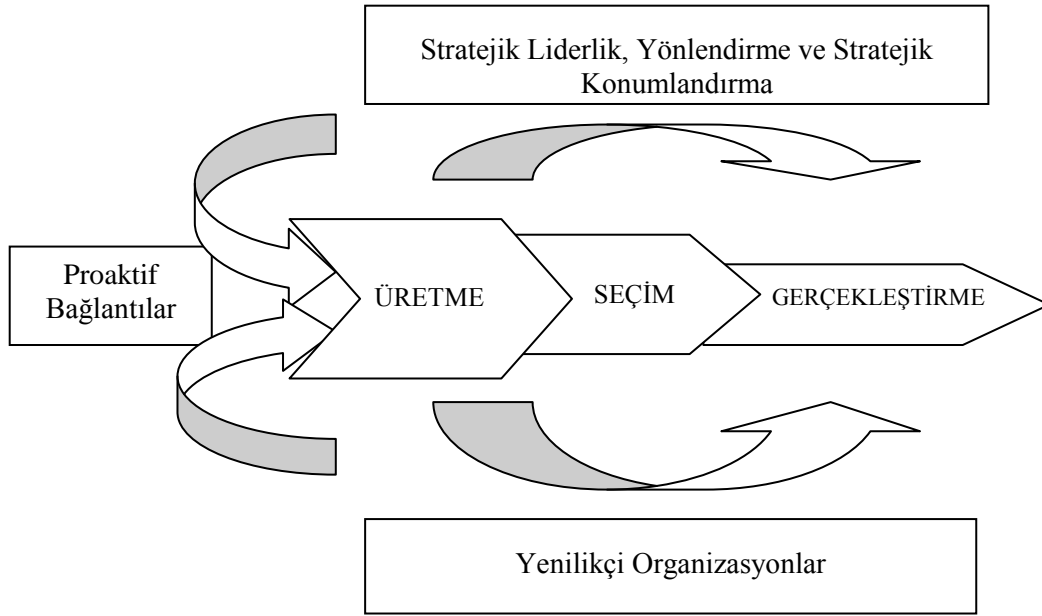 Stratejik Liderlik, Yönlendirme ve Stratejik
Konumlandırma
Proaktif
Bağlantılar
ÜRETME
SEÇİM
GERÇEKLEŞTİRME
Yenilikçi Organizasyonlar